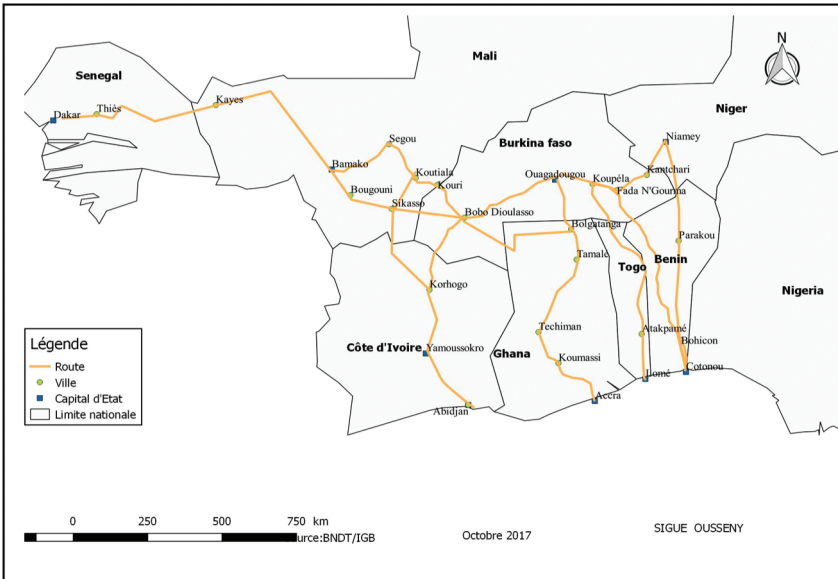 N
Mali
Senegal
Kayes
Niger
Dakar
Thiès
Segou
Burkina faso
Niamey
Bamako
Koutiala
Kouri
Ouagadougou
Koupéla
Kantchari
Fada N'Gourma
Bougouni
Sikasso
Bobo Dioulasso
Bolgatanga
Parakou
Tamale
Togo
Benin
Nigeria
Korhogo
Techiman
Atakpamé
Bohicon
Légende
Route
Ville
Capital d'Etat
Limite nationale
Côte d'Ivoire
Yamoussokro
Ghana
Koumassi
Cotonou
Lomé
Abidjan
Accra
0 250 500 750 km
urce:BNDT/IGB
Octobre 2017
SIGUE OUSSENY